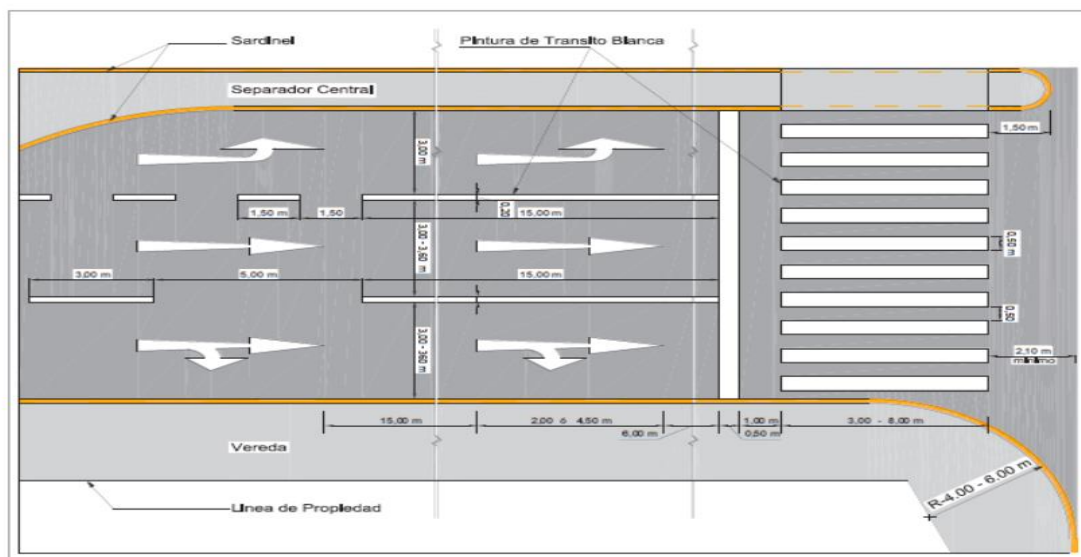 Sardinel
Pintura de Transito Blanca
Separador Central
1,50 m
3,00 m
0,20
1,50 m
1,50
15,00 m
3,00 - 3,60 m
0,50 m
3,00 m
5,00 m
15,00 m
0,50
3,00 - 360 m
2,10 m
mínimo
15,00 m
2,00 ó 4,50 m
6,00 m
0,50 m
1,00 m
3,00 - 8,00 m
Vereda
R-4.00 - 6.00 m
Línea de Propiedad